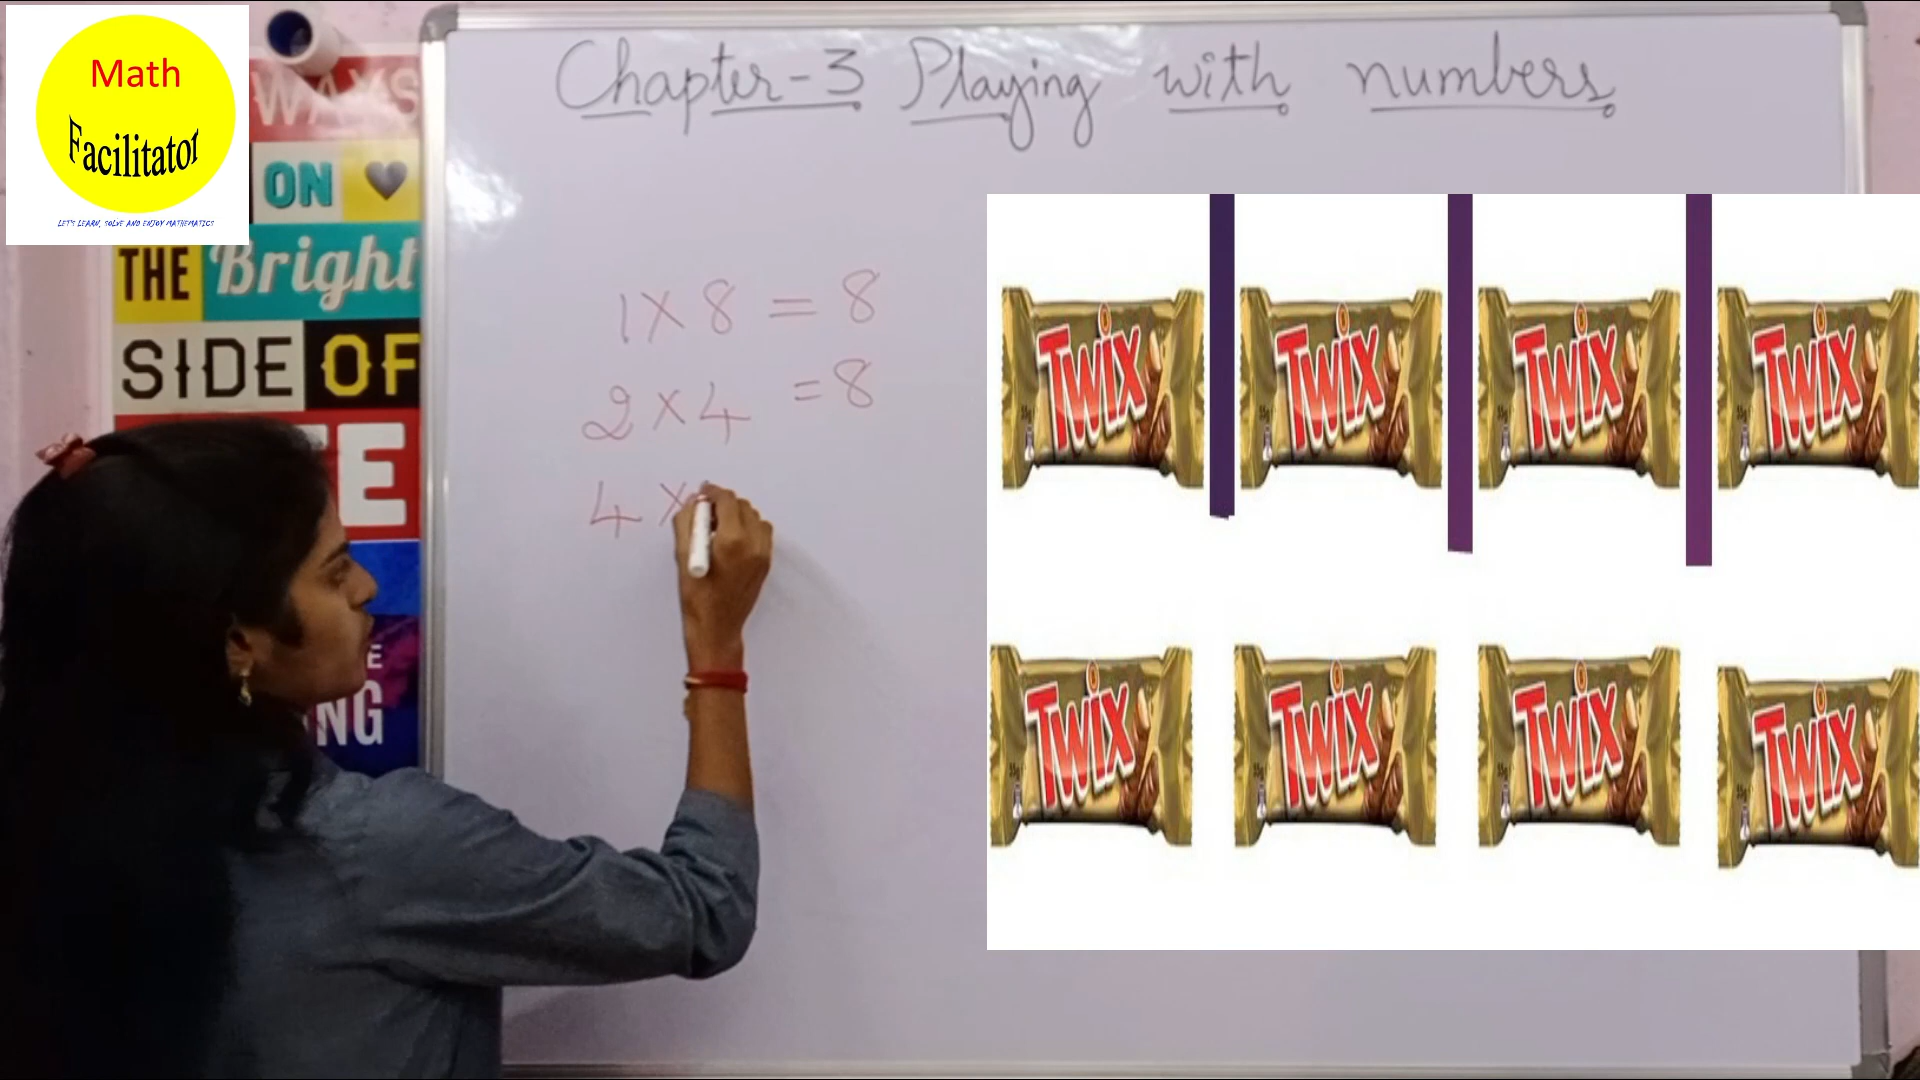 Math
Facilitator
LET'S LEARN, SOLVE AND ENJOY MATHEMATICS
WAYS
ON
THE Bright
SIDE OF
E
E
NG
Chapter-3 Playing with numbers
1 X 8 = 8
2 x 4 = 8
4 x
TWIX
TWIX
TWIX
TWIX
TWIX
TWIX
TWIX
TWIX